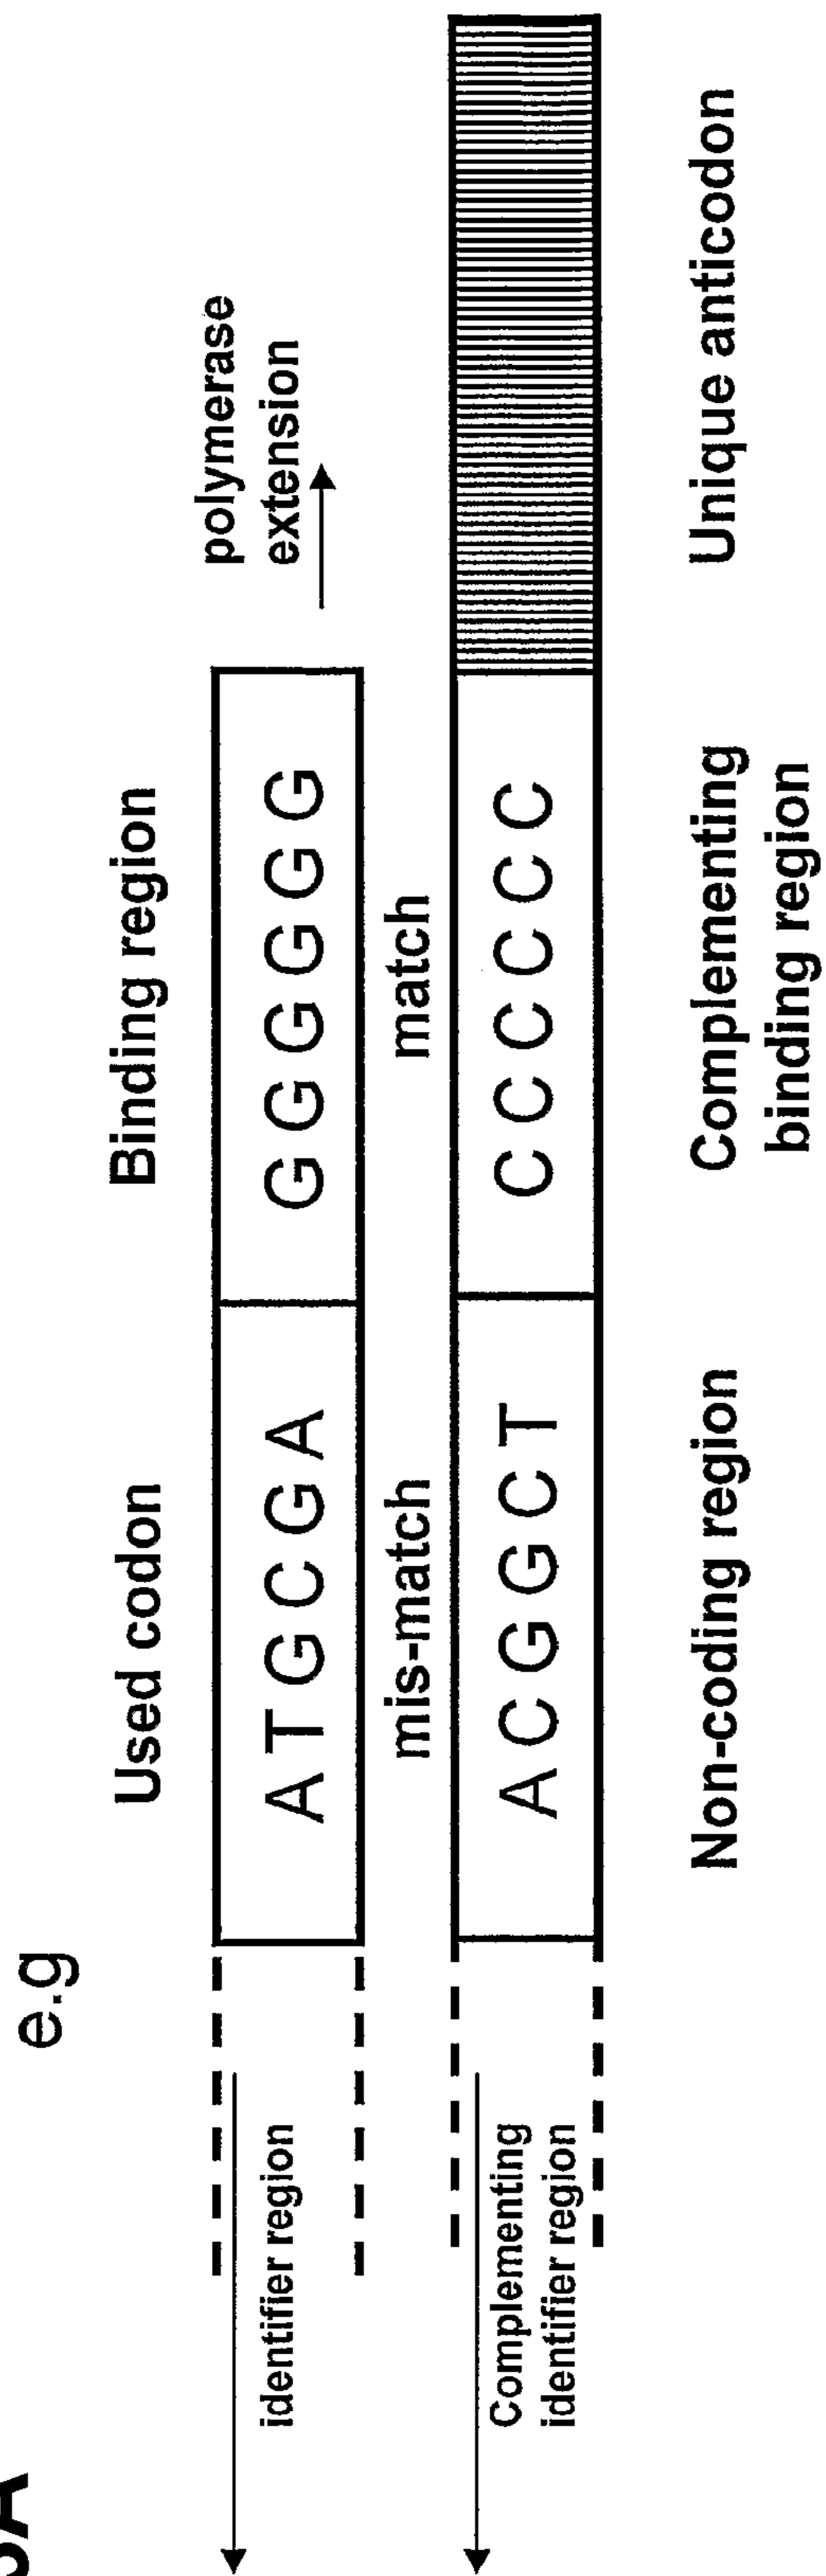 e.g
Used codon
Binding region
polymerase
extension
A T G C G A
G G G G G G
identifier region
mis-match
match
A C G G C T
C C C C C C
Complementing
identifier region
Non-coding region
Complementing
binding region
Unique anticodon